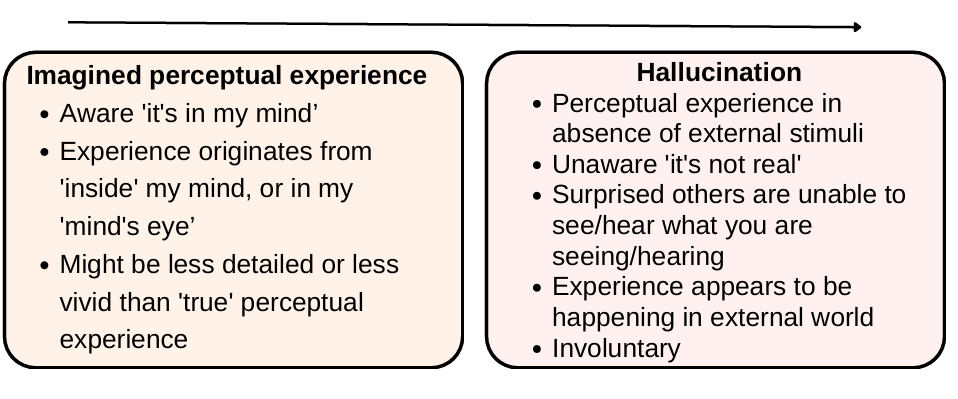 Imagined perceptual experience
• Aware 'it's in my mind’
• Experience originates from
'inside' my mind, or in my
'mind's eye’
• Might be less detailed or less
vivid than 'true' perceptual
experience
Hallucination
• Perceptual experience in
absence of external stimuli
• Unaware 'it's not real'
• Surprised others are unable to
see/hear what you are
seeing/hearing
• Experience appears to be
happening in external world
• Involuntary